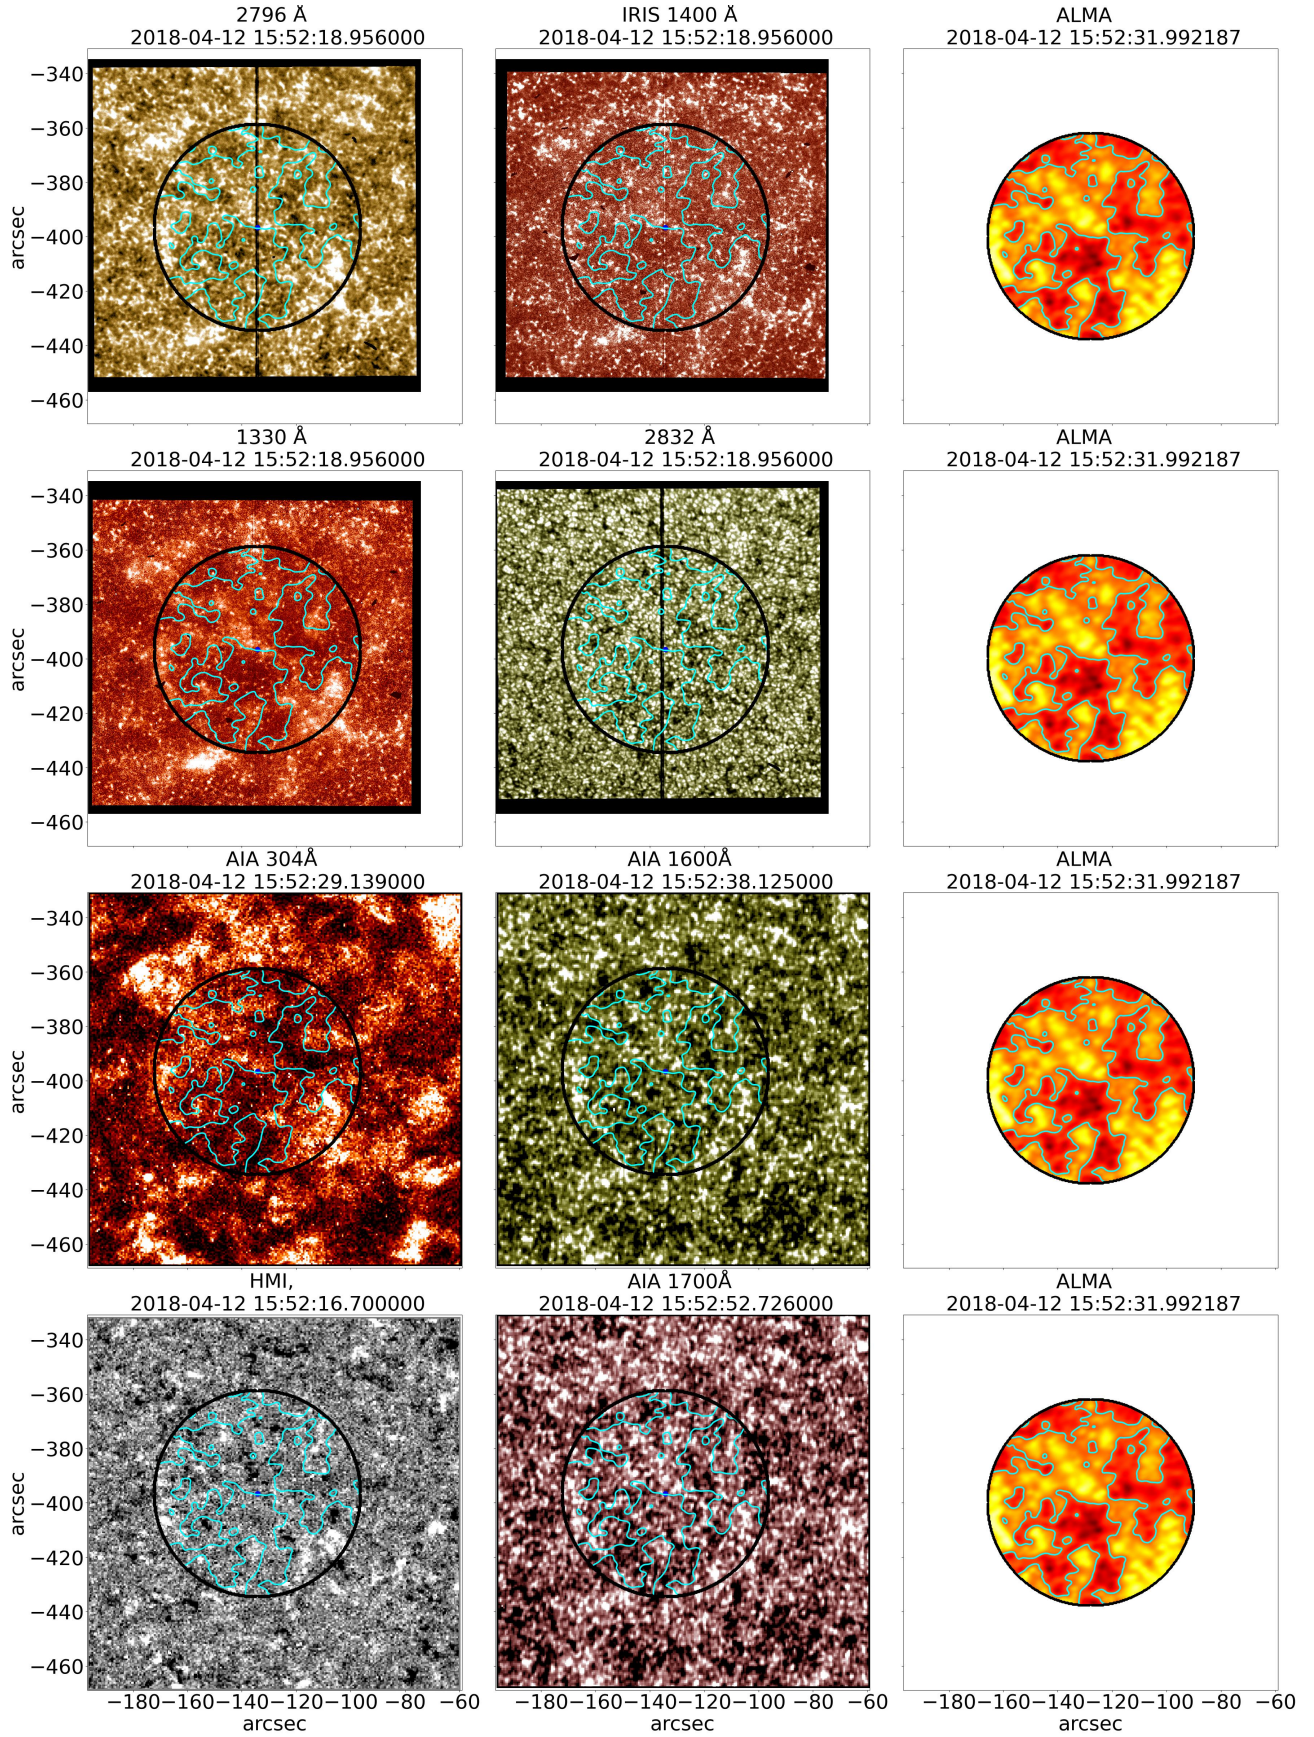 2796 Å
2018-04-12 15:52:18.956000
IRIS 1400 Å
2018-04-12 15:52:18.956000
ALMA
2018-04-12 15:52:31.992187
−340
−360
−380
−400
−420
−440
−460
arcsec
1330 Å
2018-04-12 15:52:18.956000
2832 Å
2018-04-12 15:52:18.956000
ALMA
2018-04-12 15:52:31.992187
−340
−360
−380
−400
−420
−440
−460
arcsec
AIA 304Å
2018-04-12 15:52:29.139000
AIA 1600Å
2018-04-12 15:52:38.125000
ALMA
2018-04-12 15:52:31.992187
−340
−360
−380
−400
−420
−440
−460
arcsec
HMI,
2018-04-12 15:52:16.700000
AIA 1700Å
2018-04-12 15:52:52.726000
ALMA
2018-04-12 15:52:31.992187
−340
−360
−380
−400
−420
−440
−460
arcsec
−180 −160 −140 −120 −100 −80 −60
arcsec
−180 −160 −140 −120 −100 −80 −60
arcsec
−180 −160 −140 −120 −100 −80 −60
arcsec